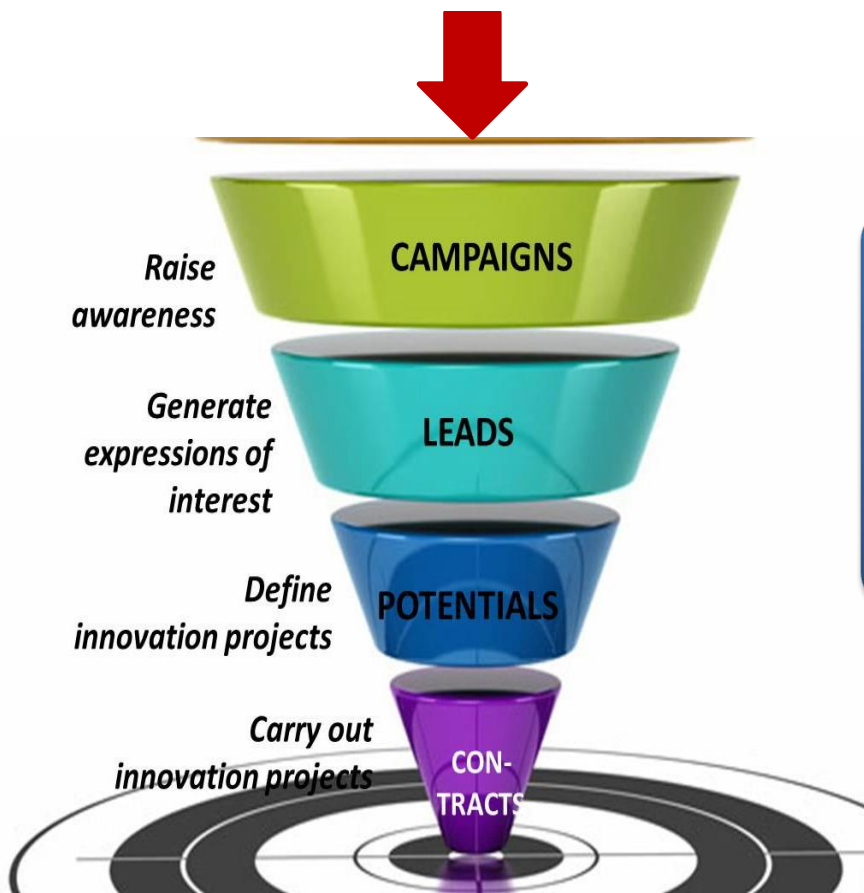 Raise
awareness
CAMPAIGNS
Generate
expressions of
interest
LEADS
Define
innovation projects
POTENTIALS
Carry out
innovation projects
CON-
TRACTS